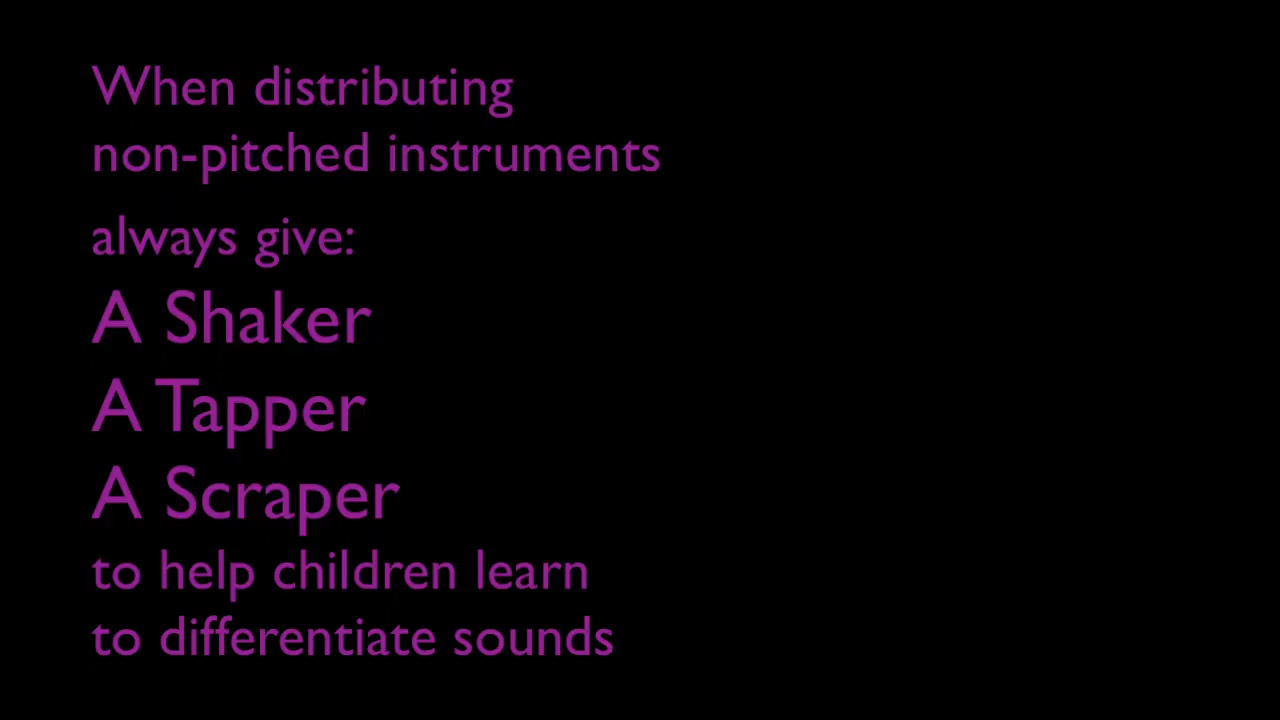 When distributing
non-pitched instruments
always give:
A Shaker
A Tapper
A Scraper
to help children learn
to differentiate sounds